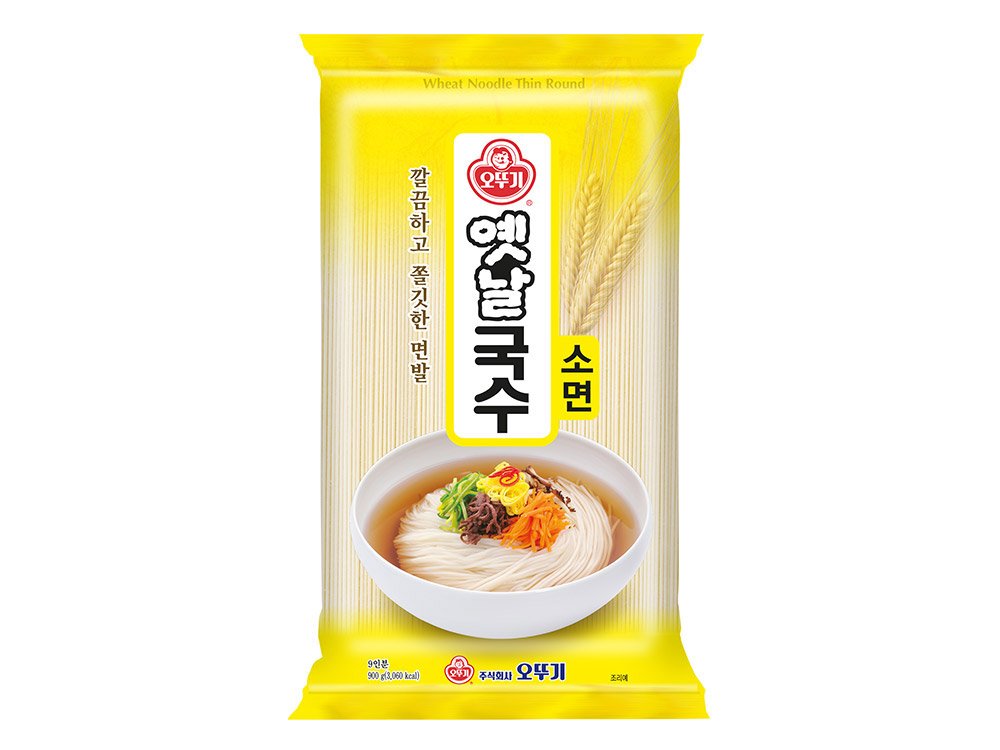 Wheat Noodle Thin Round
오뚜기
옛날
국수
소면
깔끔하고 쫄깃한 면발
9인분
900 g(3,060 kcal)
오뚜기
주식회사 오뚜기
조리예